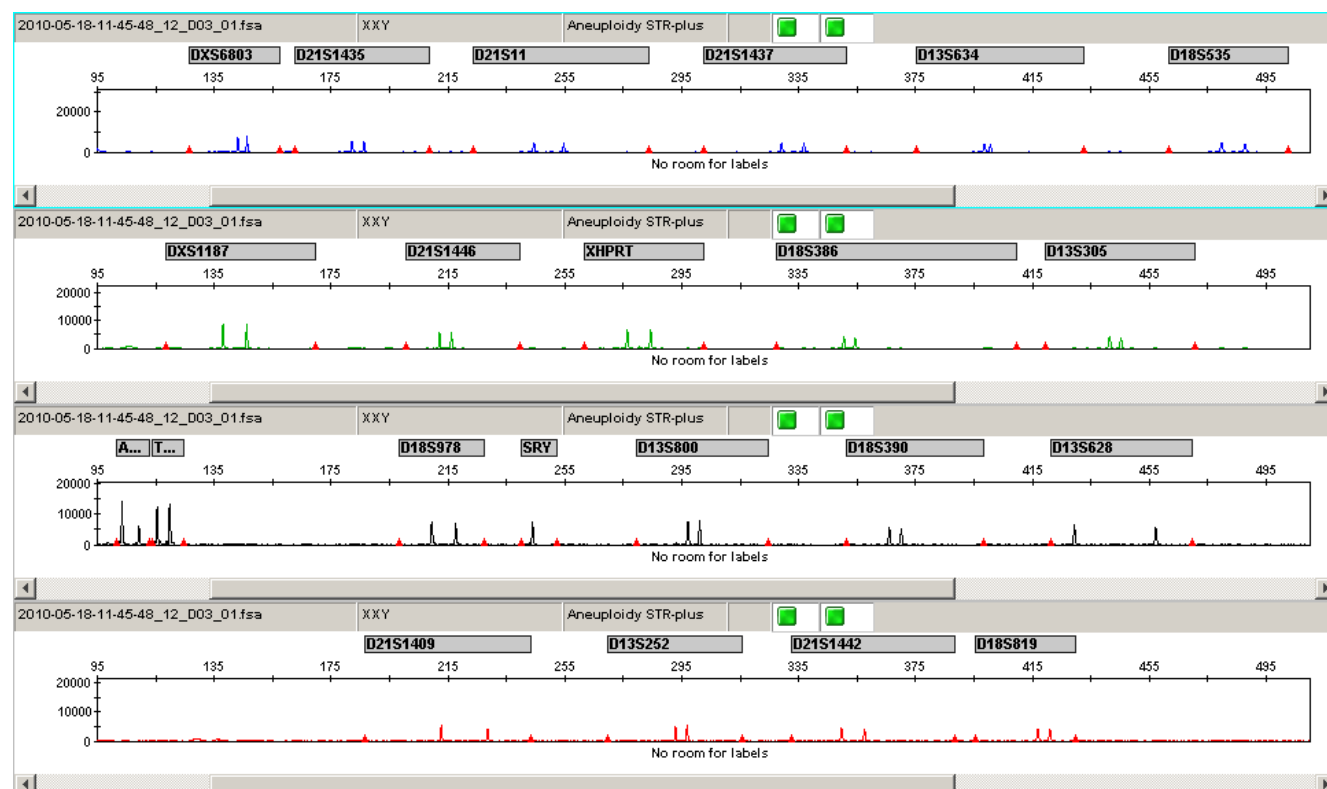 2010-05-18-11-45-48_12_D03_01.fsa XXY Aneuploidy STR-plus
DXS6803 D21S1435 D21S11 D21S1437 D13S634 D18S535
95 135 175 215 255 295 335 375 415 455 495
20000
0
No room for labels
2010-05-18-11-45-48_12_D03_01.fsa XXY Aneuploidy STR-plus
DXS1187 D21S1446 XHPRT D18S386 D13S305
95 135 175 215 255 295 335 375 415 455 495
20000
10000
0
No room for labels
2010-05-18-11-45-48_12_D03_01.fsa XXY Aneuploidy STR-plus
A... T... D18S978 SRY D13S800 D18S390 D13S628
95 135 175 215 255 295 335 375 415 455 495
20000
10000
0
No room for labels
2010-05-18-11-45-48_12_D03_01.fsa XXY Aneuploidy STR-plus
D21S1409 D13S252 D21S1442 D18S819
95 135 175 215 255 295 335 375 415 455 495
20000
10000
0
No room for labels